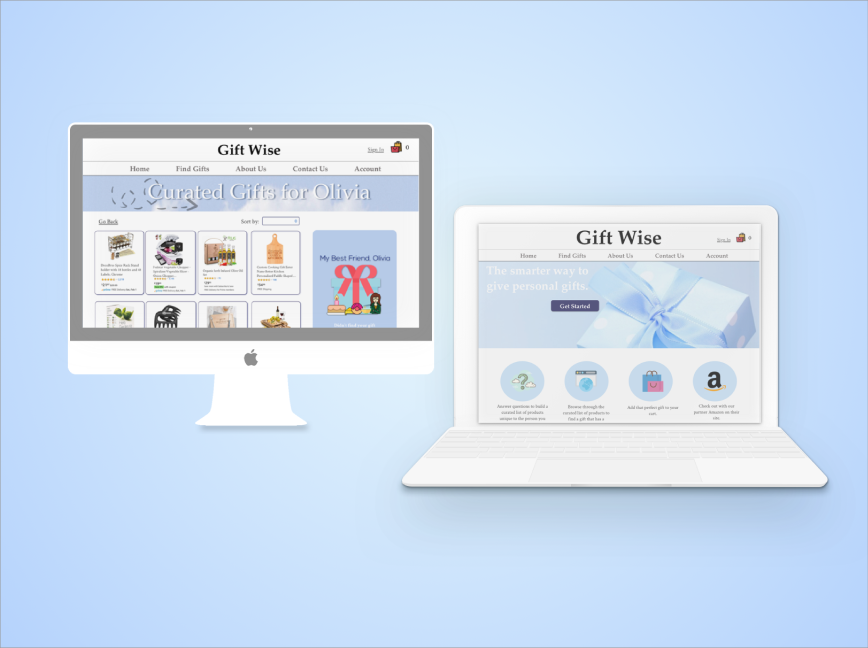 Gift Wise
Sign In 0
Home Find Gifts About Us Contact Us Account
Curated Gifts for Olivia
Go Back Sort by:
My Best Friend, Olivia
Gift Wise
Sign In 0
Home Find Gifts About Us Contact Us Account
The smarter way to
give personal gifts.
Get Started
Answer questions to build a
curated list of products
unique to the person you
Browse through the
curated list of products to
find a gift that has a
Add that perfect gift to your
cart.
a
Check out with our
partner Amazon on their
site.